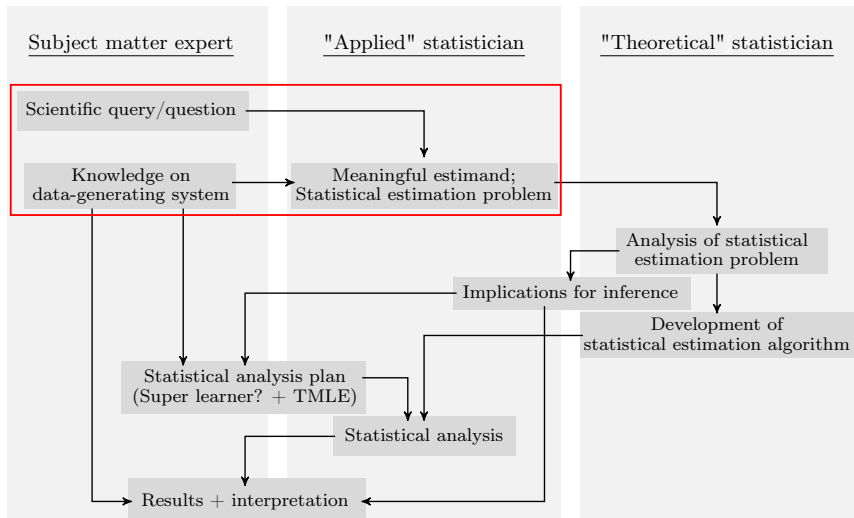 Subject matter expert
"Applied" statistician
"Theoretical" statistician
Scientific query/question
Knowledge on
data-generating system
Meaningful estimand;
Statistical estimation problem
Analysis of statistical
estimation problem
Implications for inference
Development of
statistical estimation algorithm
Statistical analysis plan
(Super learner? + TMLE)
Statistical analysis
Results + interpretation